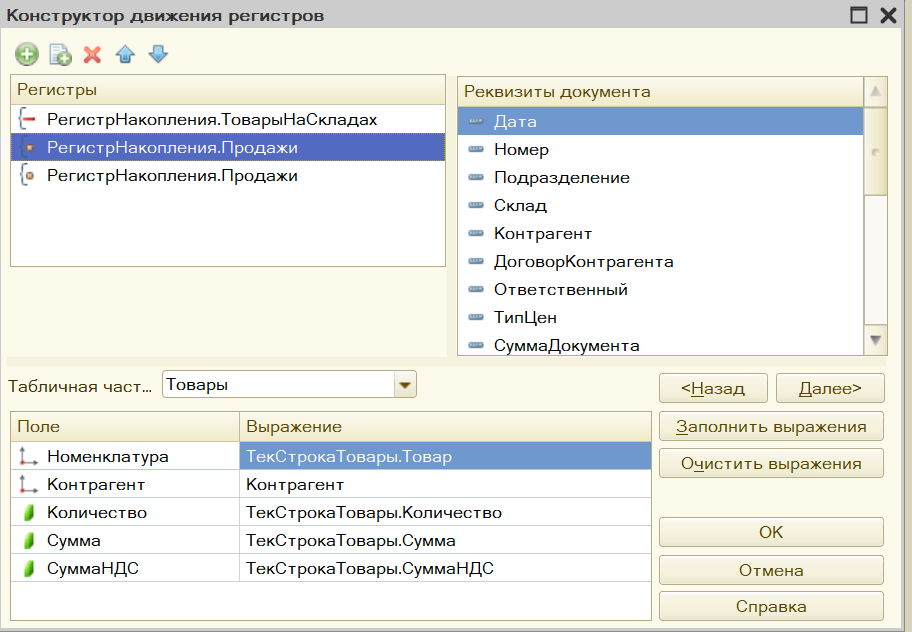 Конструктор движения регистров
Регистры
РегистрНакопления.ТоварыНаСкладах
РегистрНакопления.Продажи
РегистрНакопления.Продажи
Реквизиты документа
Дата
Номер
Подразделение
Склад
Контрагент
ДоговорКонтрагента
Ответственный
ТипЦен
СуммаДокумента
Табличная част... Товары
<Назад Далее>
Поле Выражение
Номенклатура ТекСтрокаТовары.Товар
Контрагент Контрагент
Количество ТекСтрокаТовары.Количество
Сумма ТекСтрокаТовары.Сумма
СуммаНДС ТекСтрокаТовары.СуммаНДС
Заполнить выражения
Очистить выражения
OK
Отмена
Справка